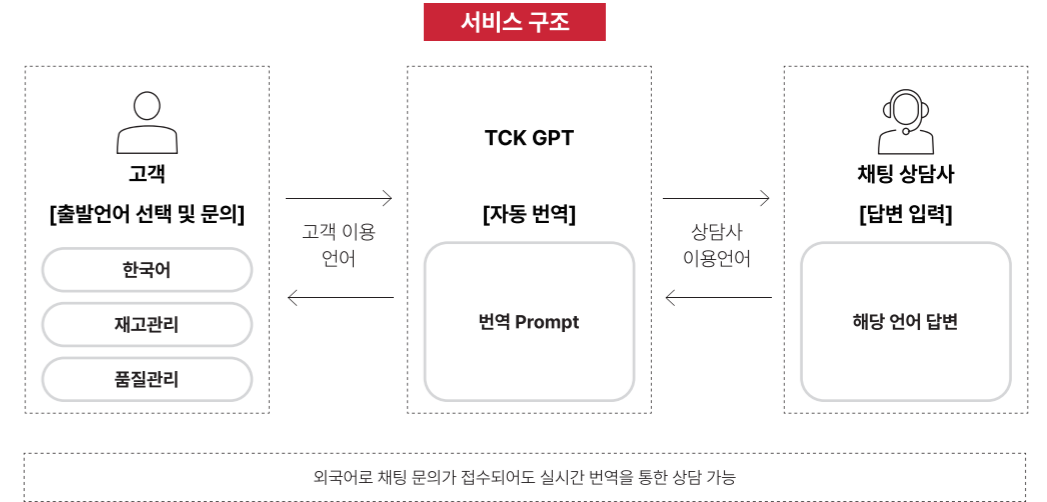 서비스 구조
고객
[출발언어 선택 및 문의]
한국어
재고관리
품질관리
고객 이용
언어
TCK GPT
[자동 번역]
번역 Prompt
상담사
이용언어
채팅 상담사
[답변 입력]
해당 언어 답변
외국어로 채팅 문의가 접수되어도 실시간 번역을 통한 상담 가능